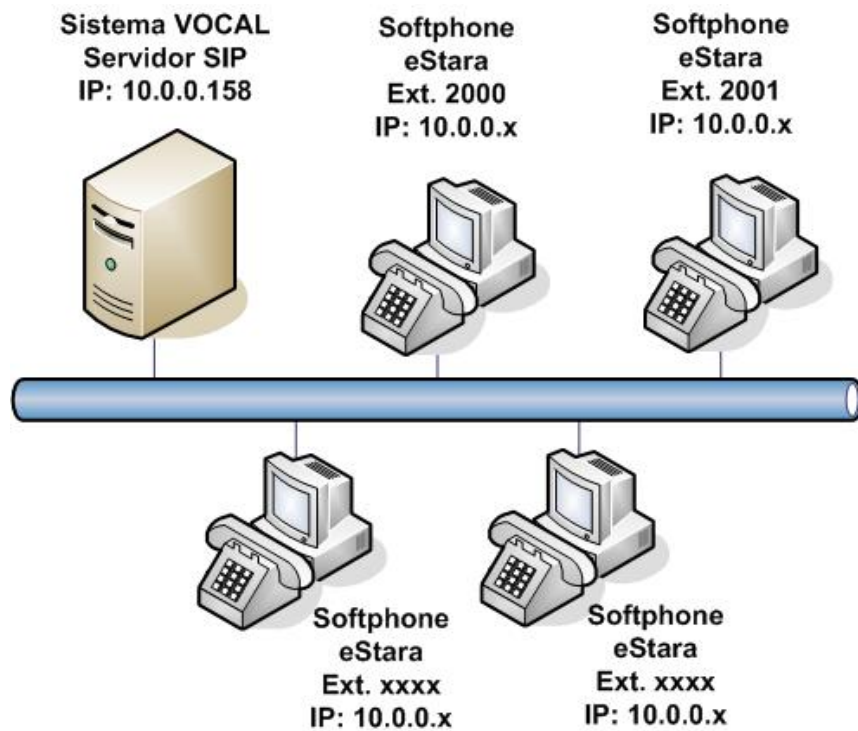 Sistema VOCAL
Servidor SIP
IP: 10.0.0.158
Softphone
eStara
Ext. 2000
IP: 10.0.0.x
Softphone
eStara
Ext. 2001
IP: 10.0.0.x
Softphone
eStara
Ext. xxxx
IP: 10.0.0.x
Softphone
eStara
Ext. xxxx
IP: 10.0.0.x